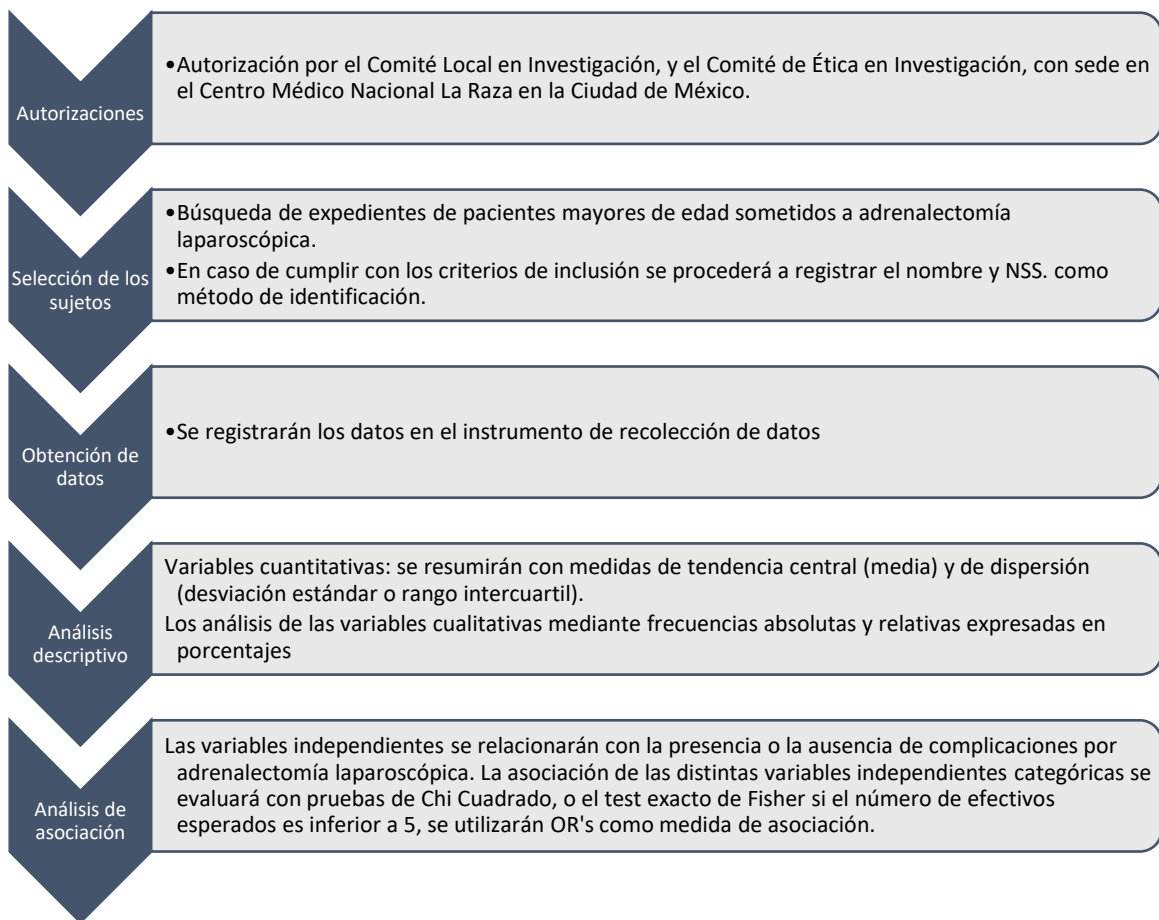 Autorizaciones
•Autorización por el Comité Local en Investigación, y el Comité de Ética en Investigación, con sede en
el Centro Médico Nacional La Raza en la Ciudad de México.
Selección de los
sujetos
•Búsqueda de expedientes de pacientes mayores de edad sometidos a adrenalectomía
laparoscópica.
•En caso de cumplir con los criterios de inclusión se procederá a registrar el nombre y NSS. como
método de identificación.
Obtención de
datos
•Se registrarán los datos en el instrumento de recolección de datos
Análisis
descriptivo
Variables cuantitativas: se resumirán con medidas de tendencia central (media) y de dispersión
(desviación estándar o rango intercuartil).
Los análisis de las variables cualitativas mediante frecuencias absolutas y relativas expresadas en
porcentajes
Análisis de
asociación
Las variables independientes se relacionarán con la presencia o la ausencia de complicaciones por
adrenalectomía laparoscópica. La asociación de las distintas variables independientes categóricas se
evaluará con pruebas de Chi Cuadrado, o el test exacto de Fisher si el número de efectivos
esperados es inferior a 5, se utilizarán OR's como medida de asociación.